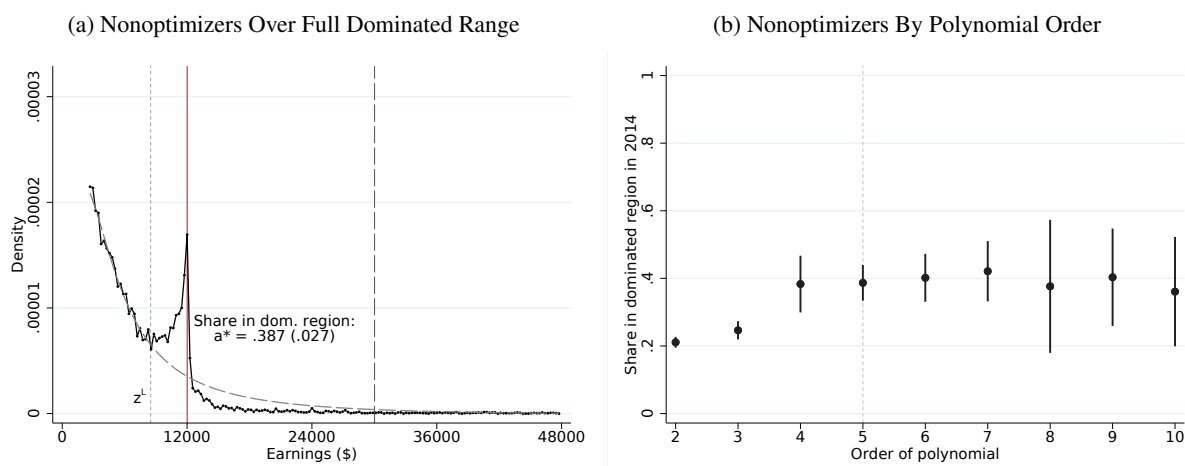 (a) Nonoptimizers Over Full Dominated Range
Density
.00003
.00002
.00001
0
Share in dom. region:
a* = .387 (.027)
zL
0 12000 24000 36000 48000
Earnings ($)
(b) Nonoptimizers By Polynomial Order
Share in dominated region in 2014
1
.8
.6
.4
.2
0
2 3 4 5 6 7 8 9 10
Order of polynomial